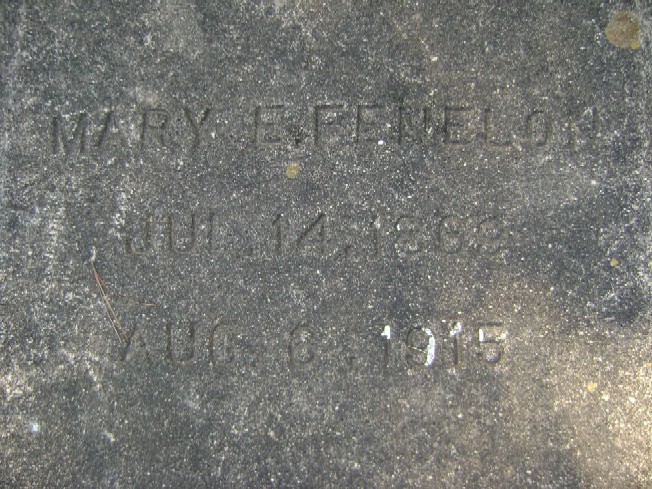 MARY E. FENELON
JUL. 14, 1869
AUG. 6, 1915